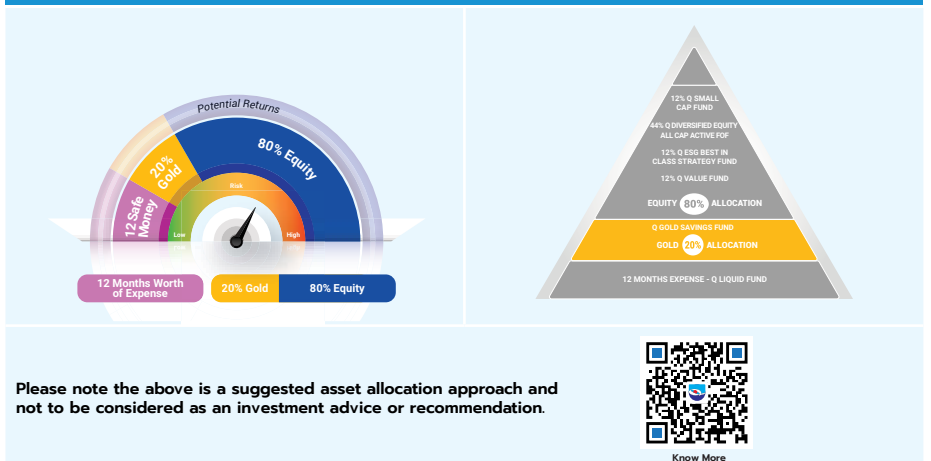 Potential Returns
80% Equity
20%
Gold
12 Safe
Money
Risk
Low
High
12 Months Worth
of Expense
20% Gold
80% Equity
12% Q SMALL
CAP FUND
44% Q DIVERSIFIED EQUITY
ALL CAP ACTIVE FOF
12% Q ESG BEST IN
CLASS STRATEGY FUND
12% Q VALUE FUND
EQUITY 80% ALLOCATION
Q GOLD SAVINGS FUND
GOLD 20% ALLOCATION
12 MONTHS EXPENSE - Q LIQUID FUND
Please note the above is a suggested asset allocation approach and
not to be considered as an investment advice or recommendation.
Know More